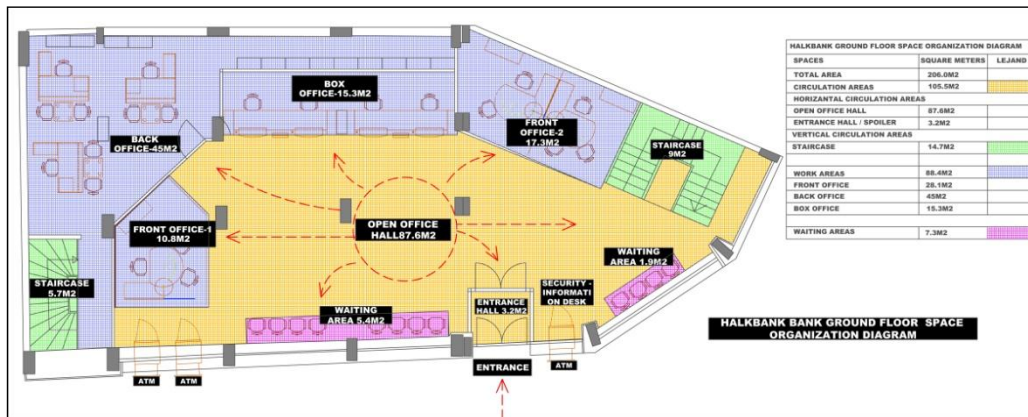 BOX
OFFICE-15.3M2
FRONT
OFFICE-2
17.3M2
STAIRCASE
9M2
BACK
OFFICE-45M2
OPEN OFFICE
HALL87.6M2
FRONT OFFICE-1
10.8M2
STAIRCASE
5.7M2
WAITING
AREA 1.9M2
SECURITY -
INFORMATI
ON DESK
ENTRANCE
HALL 3.2M2
WAITING
AREA 5.4M2
ATM
ATM
ATM
ENTRANCE
HALKBANK GROUND FLOOR SPACE ORGANIZATION DIAGRAM
SPACES SQUARE METERS LEJAND
TOTAL AREA 206.0M2
CIRCULATION AREAS 105.5M2
HORIZANTAL CIRCULATION AREAS
OPEN OFFICE HALL 87.6M2
ENTRANCE HALL / SPOILER 3.2M2
VERTICAL CIRCULATION AREAS
STAIRCASE 14.7M2
WORK AREAS 88.4M2
FRONT OFFICE 28.1M2
BACK OFFICE 45M2
BOX OFFICE 15.3M2
WAITING AREAS 7.3M2
HALKBANK BANK GROUND FLOOR SPACE
ORGANIZATION DIAGRAM